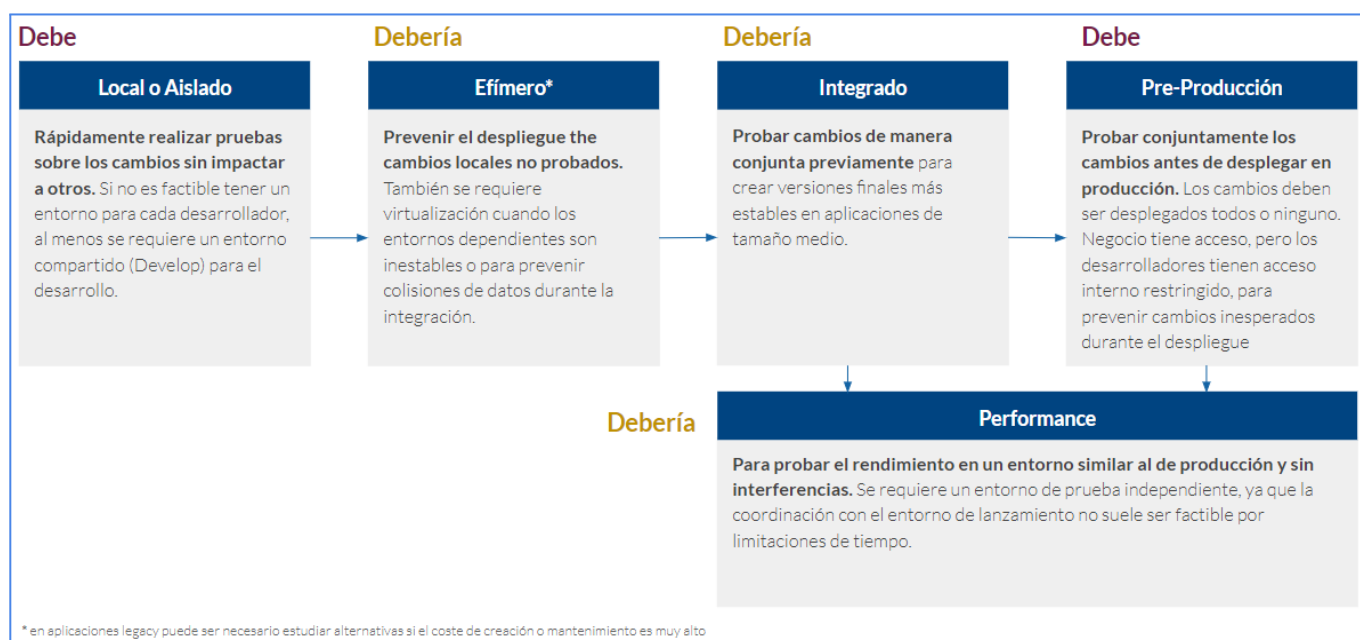 Debe
Local o Aislado
Rápidamente realizar pruebas
sobre los cambios sin impactar
a otros. Si no es factible tener un
entorno para cada desarrollador,
al menos se requiere un entorno
compartido (Develop) para el
desarrollo.
Debería
Efímero*
Prevenir el despliegue the
cambios locales no probados.
También se requiere
virtualización cuando los
entornos dependientes son
inestables o para prevenir
colisiones de datos durante la
integración.
Debería
Integrado
Probar cambios de manera
conjunta previamente para
crear versiones finales más
estables en aplicaciones de
tamaño medio.
Debe
Pre-Producción
Probar conjuntamente los
cambios antes de desplegar en
producción. Los cambios deben
ser desplegados todos o ninguno.
Negocio tiene acceso, pero los
desarrolladores tienen acceso
interno restringido, para
prevenir cambios inesperados
durante el despliegue
Debería
Performance
Para probar el rendimiento en un entorno similar al de producción y sin
interferencias. Se requiere un entorno de prueba independiente, ya que la
coordinación con el entorno de lanzamiento no suele ser factible por
limitaciones de tiempo.
* en aplicaciones legacy puede ser necesario estudiar alternativas si el coste de creación o mantenimiento es muy alto